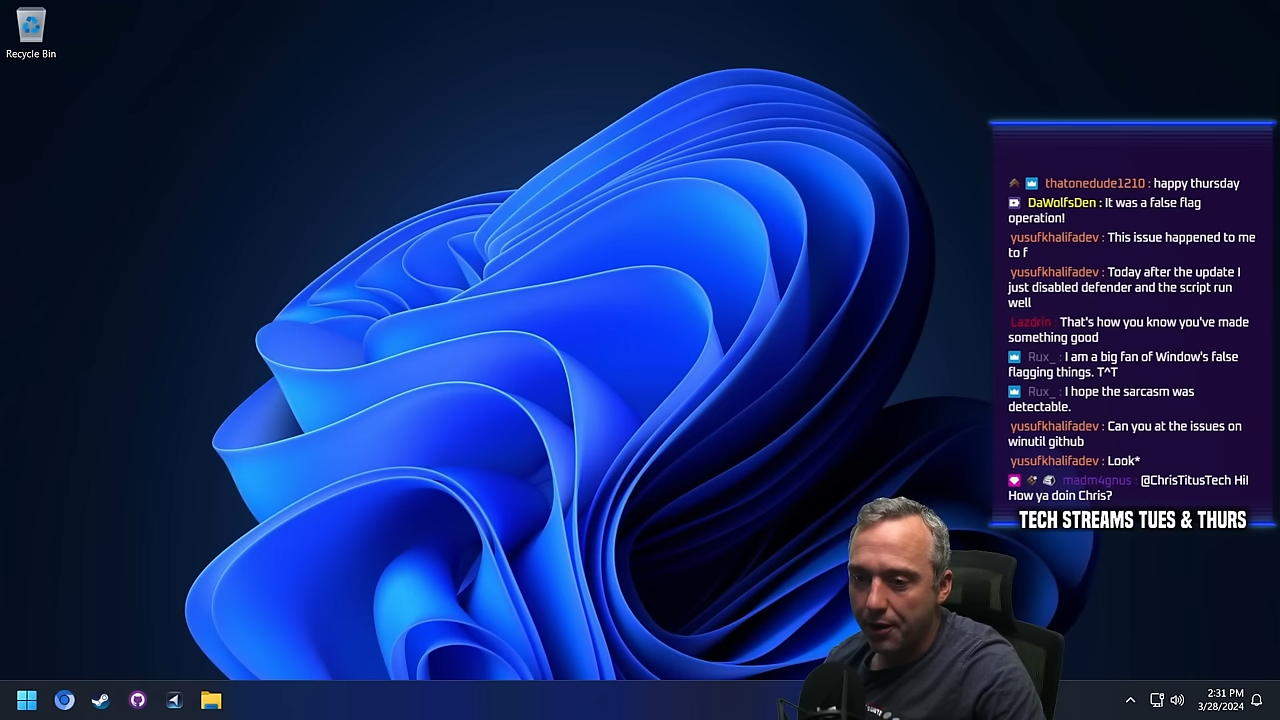 Recycle Bin
thatonedude1210 : happy thursday
DaWolfsDen : It was a false flag
operation!
yusufkhalifadev : This issue happened to me
to f
yusufkhalifadev : Today after the update I
just disabled defender and the script run
well
Lazdrin : That's how you know you've made
something good
Rux_ : I am a big fan of Window's false
flagging things. T^T
Rux_ : I hope the sarcasm was
detectable.
yusufkhalifadev : Can you at the issues on
winutil github
yusufkhalifadev : Look*
madm4gnus : @ChrisTitusTech Hi!
How ya doin Chris?
TECH STREAMS TUES & THURS
2:31 PM
3/28/2024